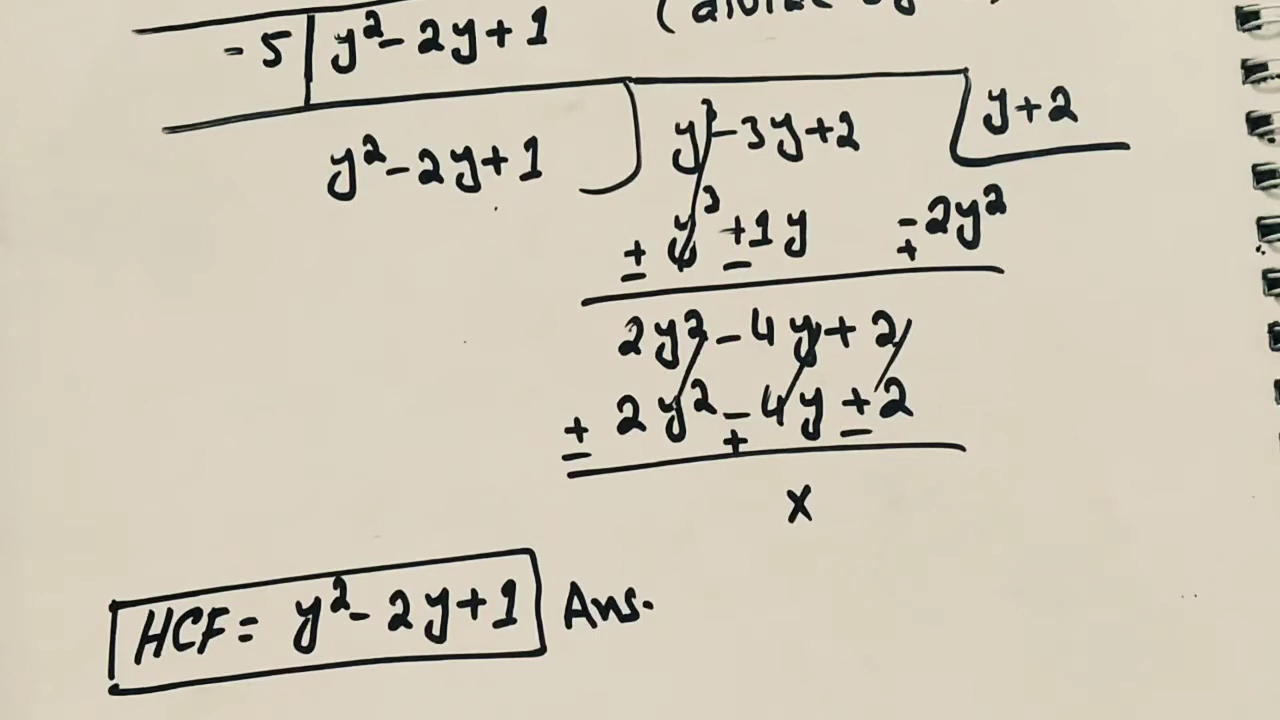 -5 | y²-2y+1
y²-2y+1 ) y³-3y+2 | y+2
± y³ +1y -2y²
2y²-4y+2
± 2y² -4y +2
x
HCF= y²-2y+1 Ans.